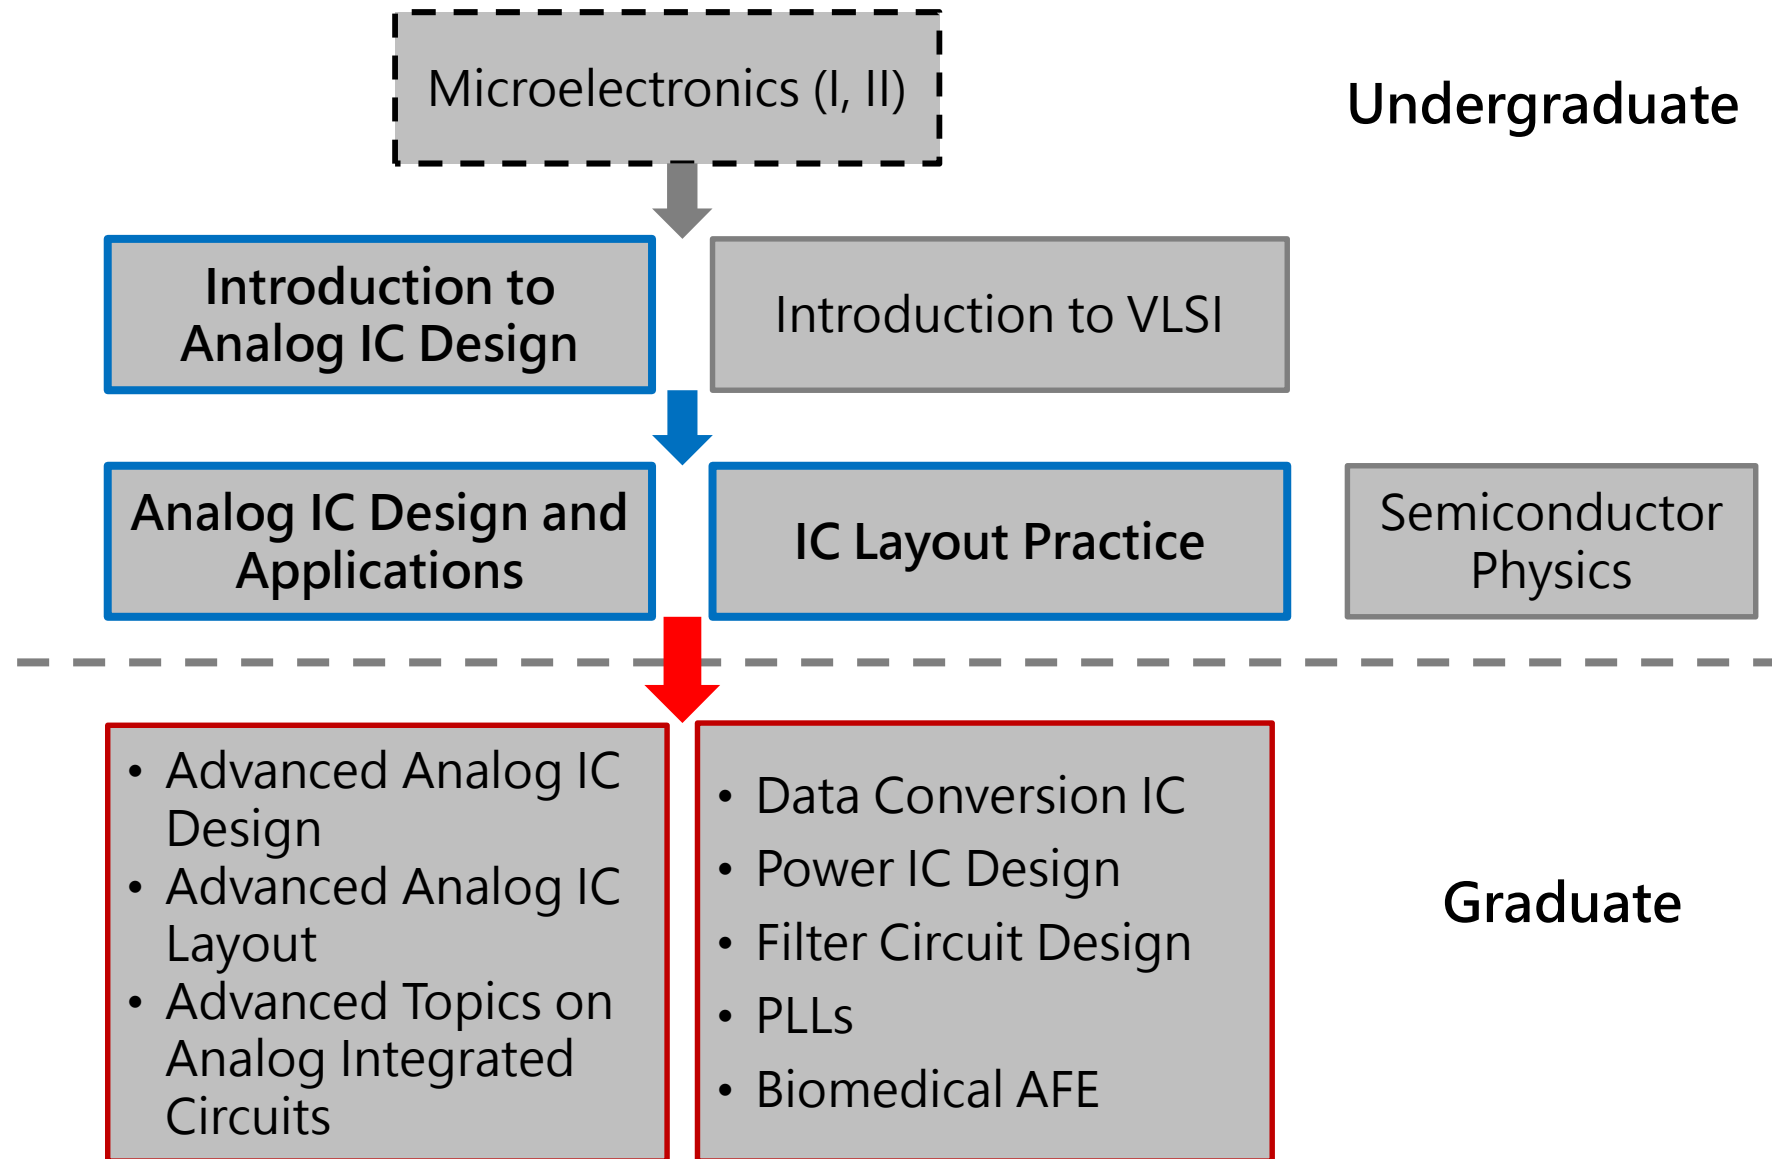 Microelectronics (I, II)
Undergraduate
Introduction to
Analog IC Design
Introduction to VLSI
Analog IC Design and
Applications
IC Layout Practice
Semiconductor
Physics
• Advanced Analog IC
Design
• Advanced Analog IC
Layout
• Advanced Topics on
Analog Integrated
Circuits
• Data Conversion IC
• Power IC Design
• Filter Circuit Design
• PLLs
• Biomedical AFE
Graduate